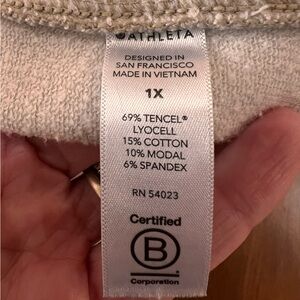 ATHLETA
DESIGNED IN
SAN FRANCISCO
MADE IN VIETNAM
1X
69% TENCEL®
LYOCELL
15% COTTON
10% MODAL
6% SPANDEX
RN 54023
Certified
B
Corporation